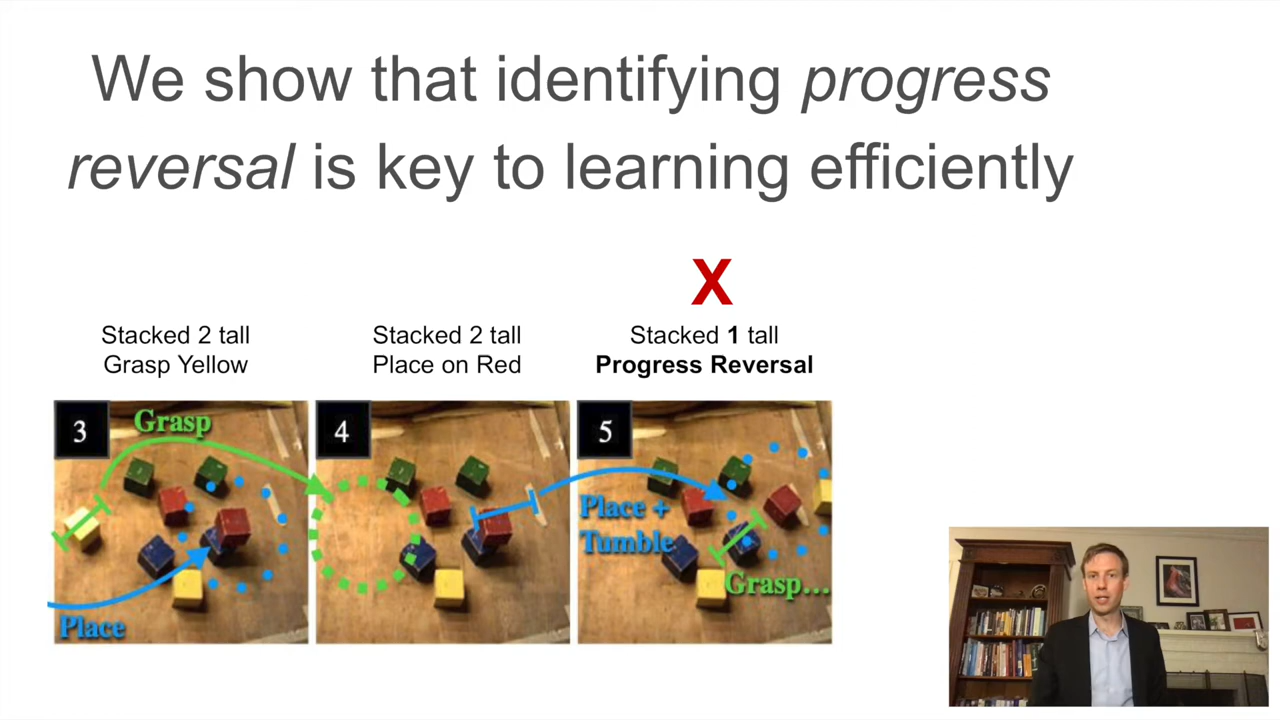 We show that identifying progress
reversal is key to learning efficiently
X
Stacked 2 tall
Grasp Yellow
Stacked 2 tall
Place on Red
Stacked 1 tall
Progress Reversal
3
Grasp
Place
4
5
Place +
Tumble
Grasp...